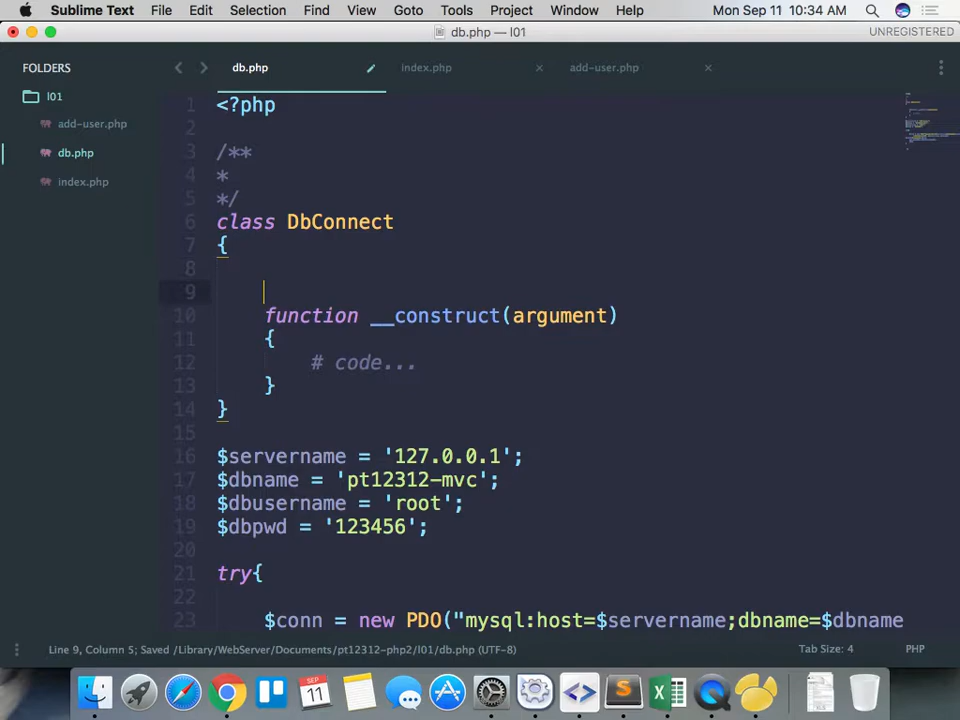 Sublime Text File Edit Selection Find View Goto Tools Project Window Help Mon Sep 11 10:34 AM
db.php — l01 UNREGISTERED
FOLDERS
l01
add-user.php
db.php
index.php
db.php index.php add-user.php
1 <?php
2
3 /**
4 *
5 */
6 class DbConnect
7 {
8
9
10 function __construct(argument)
11 {
12 # code...
13 }
14 }
15
16 $servername = '127.0.0.1';
17 $dbname = 'pt12312-mvc';
18 $dbusername = 'root';
19 $dbpwd = '123456';
20
21 try{
22
23 $conn = new PDO("mysql:host=$servername;dbname=$dbname
Line 9, Column 5; Saved /Library/WebServer/Documents/pt12312-php2/l01/db.php (UTF-8) Tab Size: 4 PHP
SEP
11